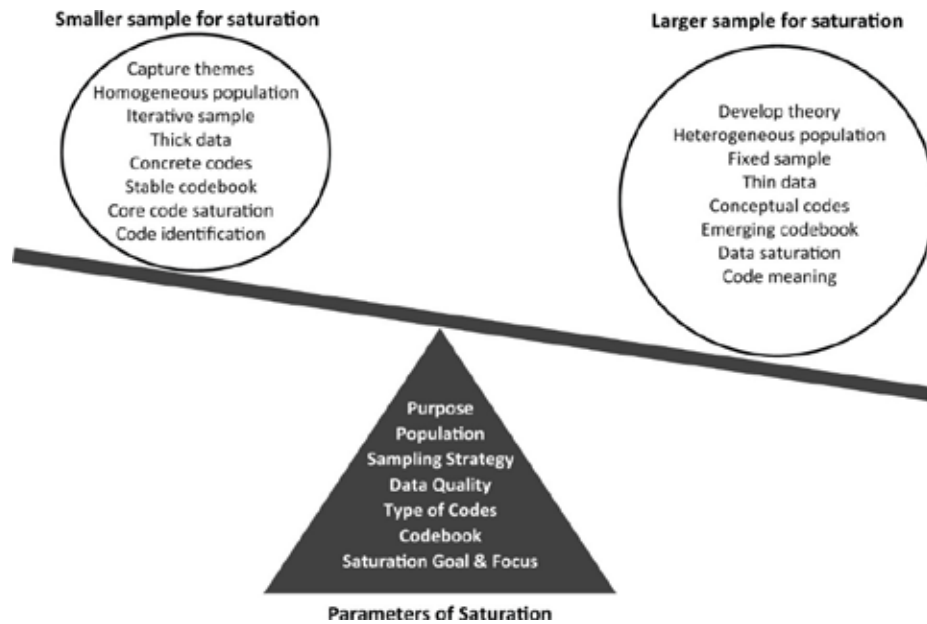 Smaller sample for saturation
Capture themes
Homogeneous population
Iterative sample
Thick data
Concrete codes
Stable codebook
Core code saturation
Code identification
Larger sample for saturation
Develop theory
Heterogeneous population
Fixed sample
Thin data
Conceptual codes
Emerging codebook
Data saturation
Code meaning
Purpose
Population
Sampling Strategy
Data Quality
Type of Codes
Codebook
Saturation Goal & Focus
Parameters of Saturation